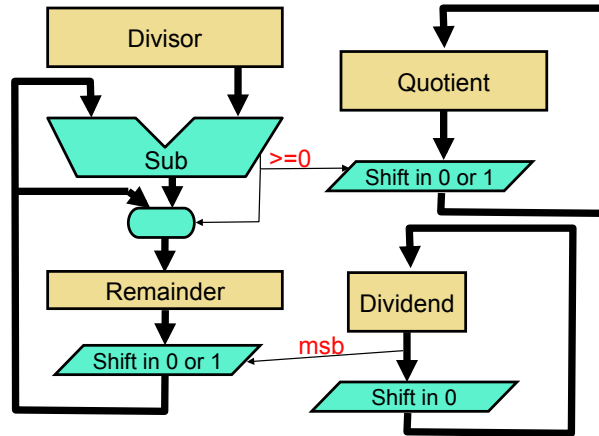 Divisor
Quotient
Sub
>=0
Shift in 0 or 1
Remainder
Dividend
msb
Shift in 0 or 1
Shift in 0